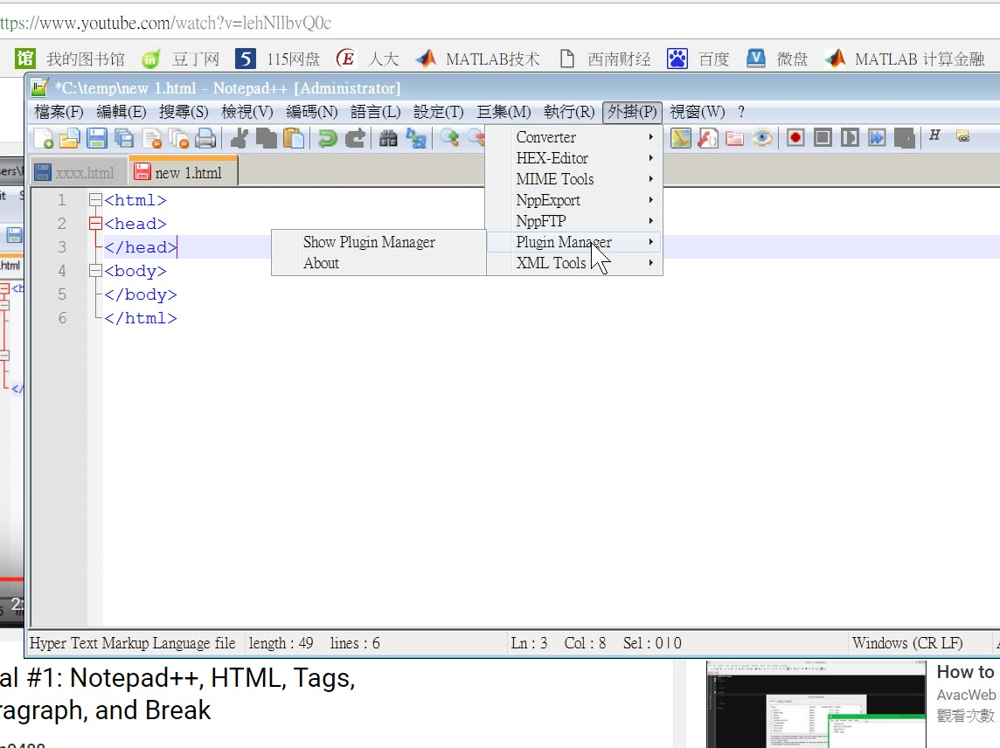 ttps://www.youtube.com/watch?v=lehNllbvQ0c
馆 我的图书馆 in 豆丁网 5 115网盘 E 人大 MATLAB技术 西南财经 百度 V 微盘 MATLAB 计算金融
*C:\temp\new 1.html - Notepad++ [Administrator]
檔案(F) 編輯(E) 搜尋(S) 檢視(V) 編碼(N) 語言(L) 設定(T) 巨集(M) 執行(R) 外掛(P) 視窗(W) ?
xxxx.html new 1.html
Converter
HEX-Editor
MIME Tools
NppExport
NppFTP
Plugin Manager
XML Tools
Show Plugin Manager
About
1 <html>
2 <head>
3 </head>
4 <body>
5 </body>
6 </html>
Hyper Text Markup Language file length : 49 lines : 6 Ln : 3 Col : 8 Sel : 0 | 0 Windows (CR LF)
al #1: Notepad++, HTML, Tags,
ragraph, and Break
How to
AvacWeb
觀看次數